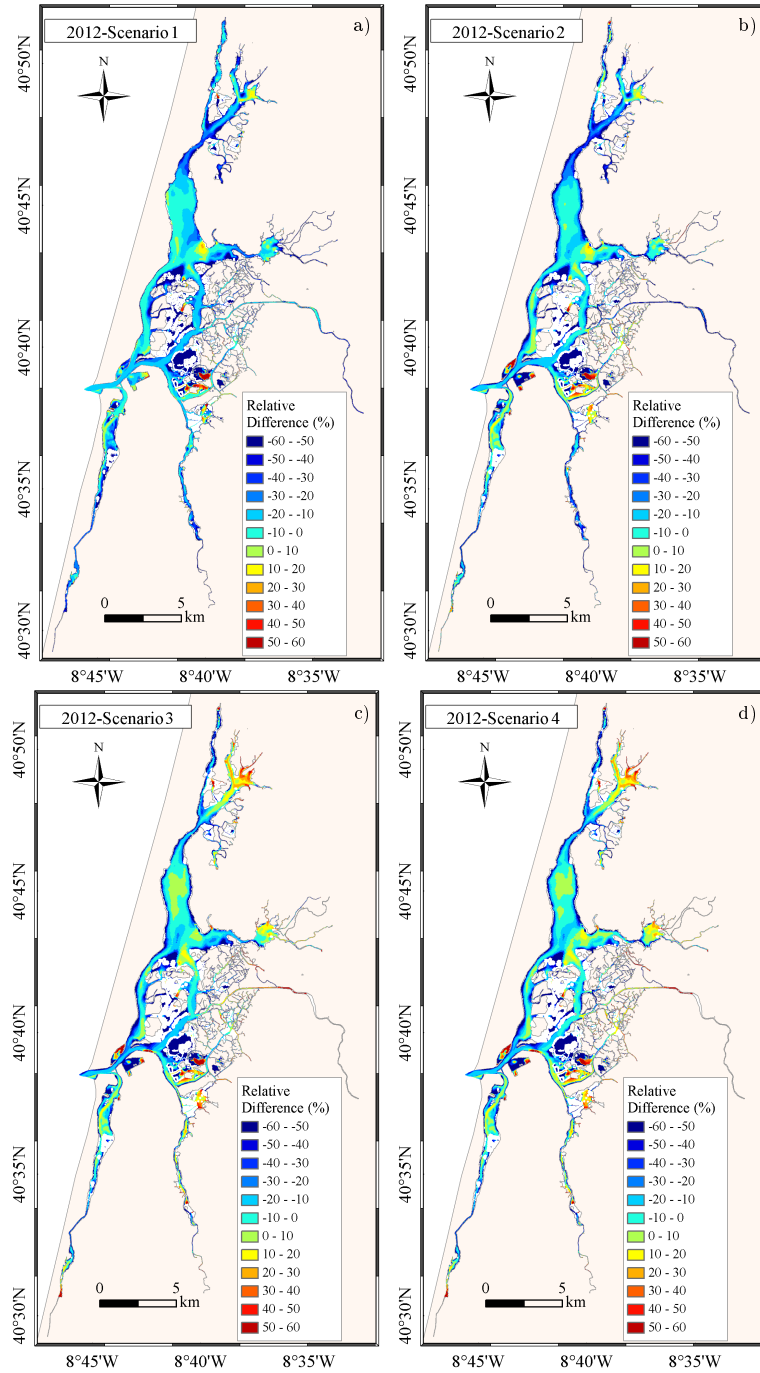 2012-Scenario 1
a)
N
40°50'N
40°45'N
40°40'N
40°35'N
40°30'N
Relative
Difference (%)
-60 - -50
-50 - -40
-40 - -30
-30 - -20
-20 - -10
-10 - 0
0 - 10
10 - 20
20 - 30
30 - 40
40 - 50
50 - 60
0 5
km
8°45'W 8°40'W 8°35'W
2012-Scenario 2
b)
N
40°50'N
40°45'N
40°40'N
40°35'N
40°30'N
Relative
Difference (%)
-60 - -50
-50 - -40
-40 - -30
-30 - -20
-20 - -10
-10 - 0
0 - 10
10 - 20
20 - 30
30 - 40
40 - 50
50 - 60
0 5
km
8°45'W 8°40'W 8°35'W
2012-Scenario 3
c)
N
40°50'N
40°45'N
40°40'N
40°35'N
40°30'N
Relative
Difference (%)
-60 - -50
-50 - -40
-40 - -30
-30 - -20
-20 - -10
-10 - 0
0 - 10
10 - 20
20 - 30
30 - 40
40 - 50
50 - 60
0 5
km
8°45'W 8°40'W 8°35'W
2012-Scenario 4
d)
N
40°50'N
40°45'N
40°40'N
40°35'N
40°30'N
Relative
Difference (%)
-60 - -50
-50 - -40
-40 - -30
-30 - -20
-20 - -10
-10 - 0
0 - 10
10 - 20
20 - 30
30 - 40
40 - 50
50 - 60
0 5
km
8°45'W 8°40'W 8°35'W